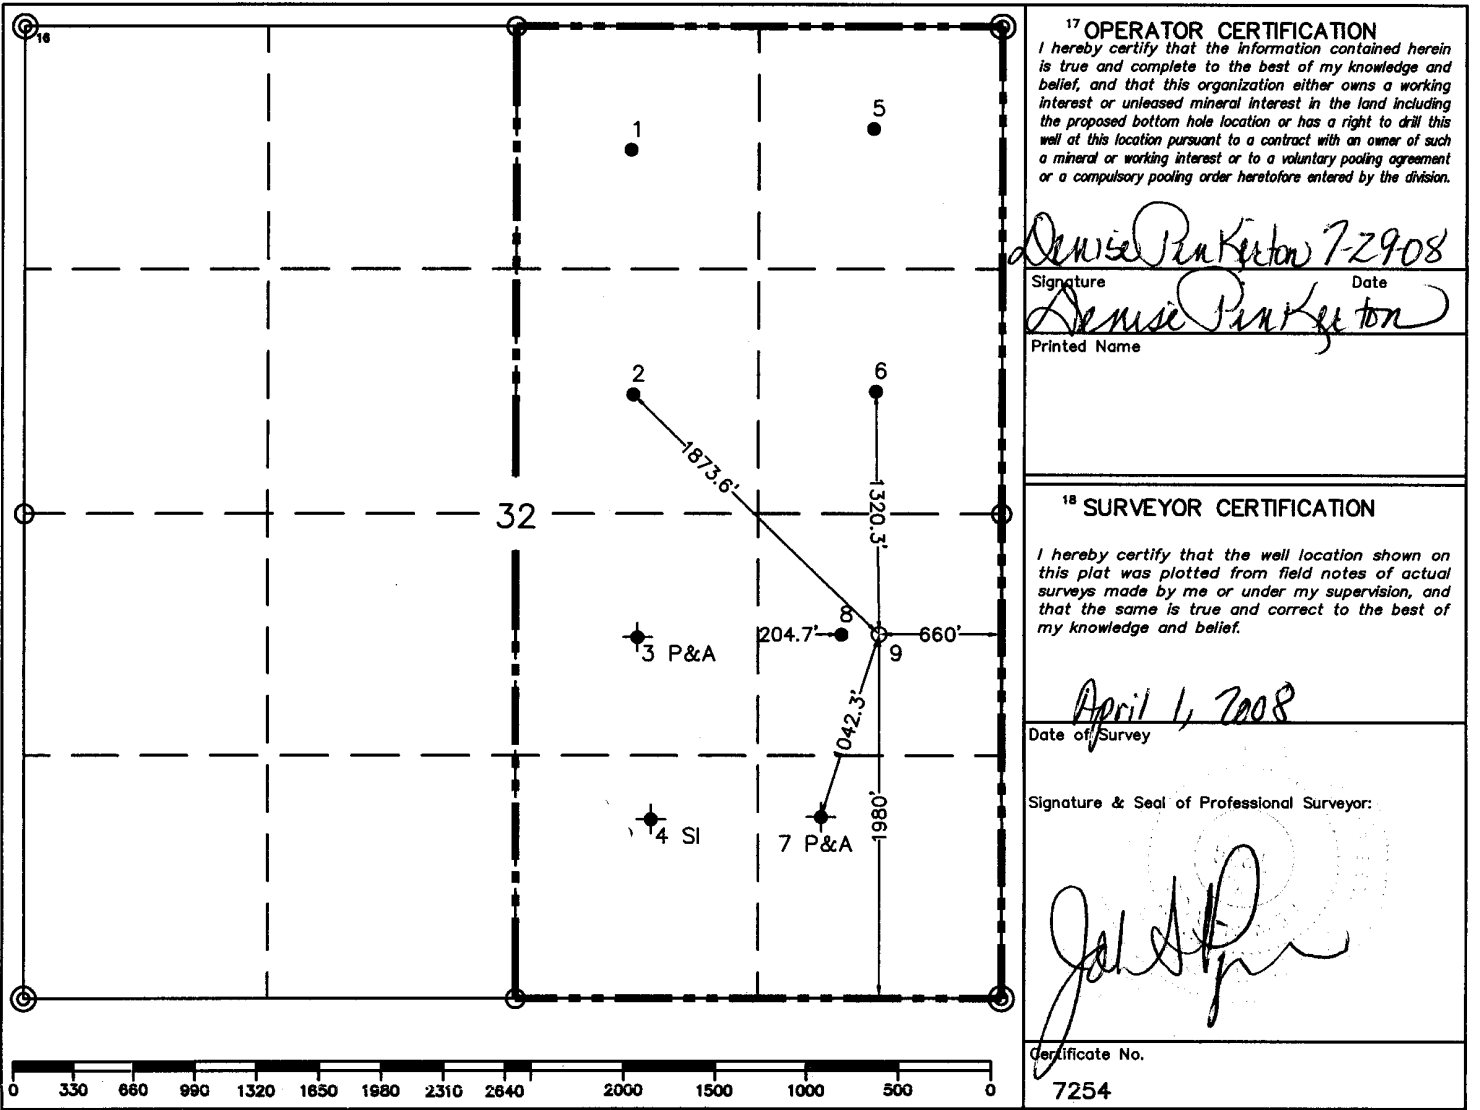 16
1
5
2
6
1873.6'
1320.3'
32
204.7'
8
660'
9
3 P&A
1042.3'
1980'
4 SI
7 P&A
0 330 660 990 1320 1650 1980 2310 2640 2000 1500 1000 500 0
17 OPERATOR CERTIFICATION
I hereby certify that the information contained herein
is true and complete to the best of my knowledge and
belief, and that this organization either owns a working
interest or unleased mineral interest in the land including
the proposed bottom hole location or has a right to drill this
well at this location pursuant to a contract with an owner of such
a mineral or working interest or to a voluntary pooling agreement
or a compulsory pooling order heretofore entered by the division.
Denise Pinkerton 7-29-08
Signature Date
Denise Pinkerton
Printed Name
18 SURVEYOR CERTIFICATION
I hereby certify that the well location shown on
this plat was plotted from field notes of actual
surveys made by me or under my supervision, and
that the same is true and correct to the best of
my knowledge and belief.
April 1, 2008
Date of Survey
Signature & Seal of Professional Surveyor:
Certificate No.
7254